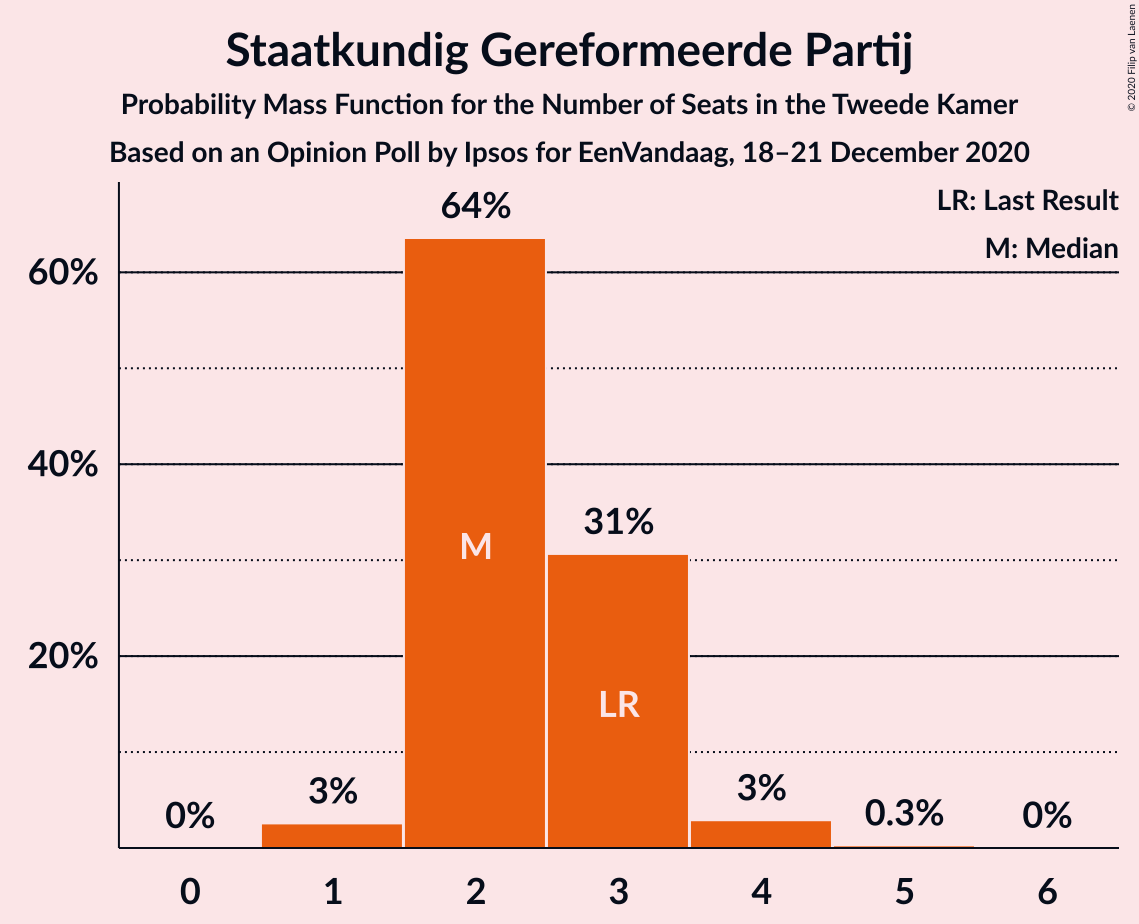 Staatkundig Gereformeerde Partij
Probability Mass Function for the Number of Seats in the Tweede Kamer
Based on an Opinion Poll by Ipsos for EenVandaag, 18–21 December 2020
© 2020 Filip van Laenen
LR: Last Result
M: Median
64%
60%
40%
31%
M
20%
LR
3%
3%
0%
0.3%
0%
0 1 2 3 4 5 6